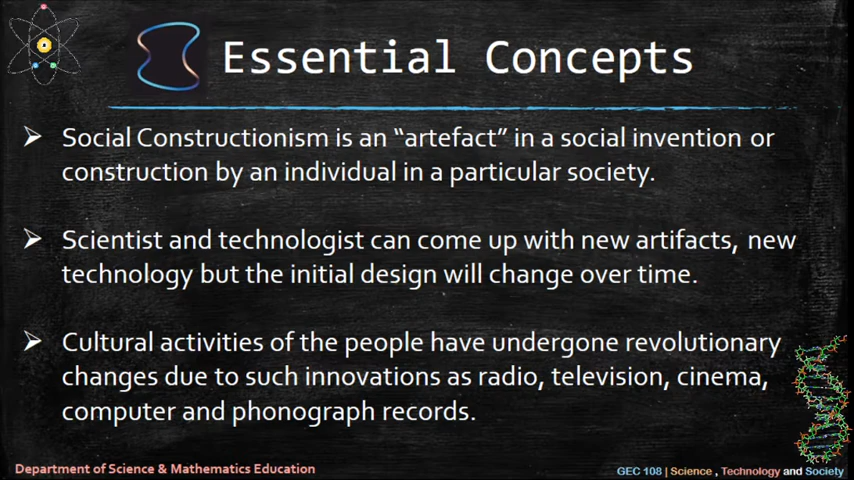 Essential Concepts
Social Constructionism is an “artefact” in a social invention or
construction by an individual in a particular society.
Scientist and technologist can come up with new artifacts, new
technology but the initial design will change over time.
Cultural activities of the people have undergone revolutionary
changes due to such innovations as radio, television, cinema,
computer and phonograph records.
Department of Science & Mathematics Education
GEC 108 | Science , Technology and Society